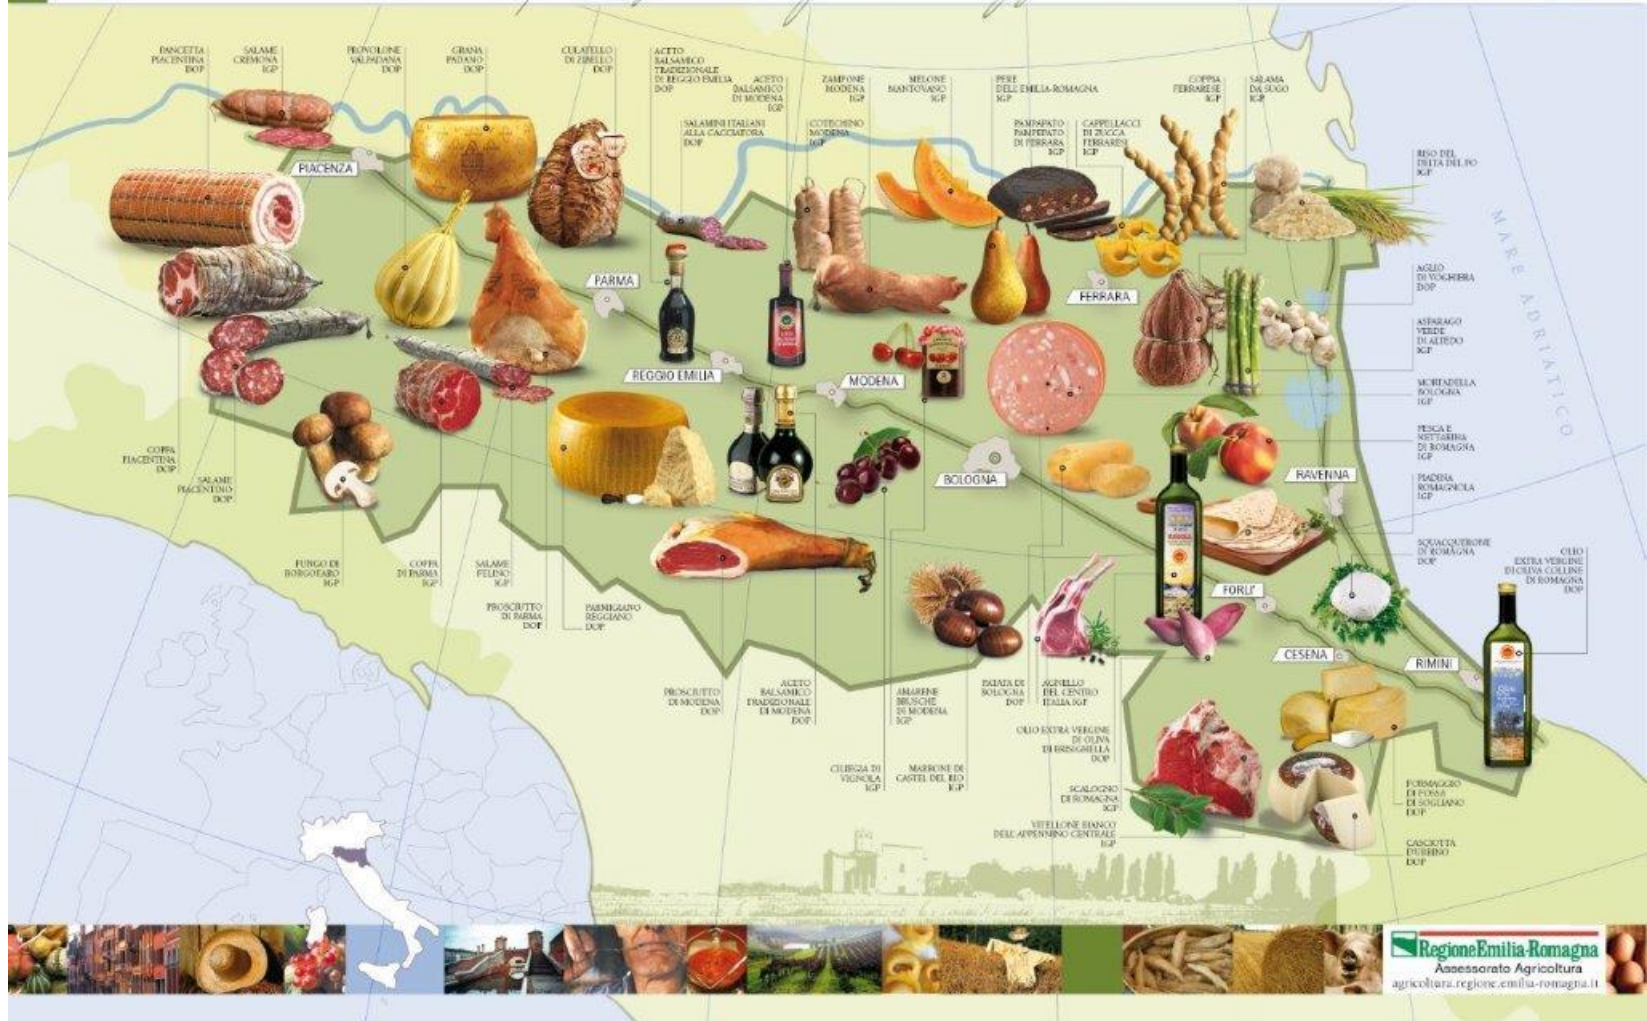 PANCETTA
PIACENTINA
DOP
SALAME
CREMONA
IGP
PROVOLONE
VALPADANA
DOP
GRANA
PADANO
DOP
CULATELLO
DI ZIBELLO
DOP
ACETO
BALSAMICO
TRADIZIONALE
DI REGGIO EMILIA
DOP
ACETO
BALSAMICO
DI MODENA
IGP
ZAMPONE
MODENA
IGP
MELONE
MANTOVANO
IGP
PERE
DELL'EMILIA-ROMAGNA
IGP
COPPIA
FERRARESE
IGP
SALAMA
DA SUGO
IGP
SALAMINI ITALIANI
ALLA CACCIATORA
DOP
COTECHINO
MODENA
IGP
PAMPAPATO
PAMPEPATO
DI FERRARA
IGP
CAPPELLACCI
DI ZUCCA
FERRARESI
IGP
RISO DEL
DELTA DEL PO
IGP
PIACENZA
PARMA
REGGIO EMILIA
MODENA
FERRARA
BOLOGNA
RAVENNA
FORLI'
CESENA
RIMINI
MARE ADRIATICO
AGLIO
DI VOGHIERA
DOP
ASPARAGO
VERDE
DI ALTEDO
IGP
MORTADELLA
BOLOGNA
IGP
PESCA E
NETTARINA
DI ROMAGNA
IGP
PIADINA
ROMAGNOLA
IGP
SQUACQUERONE
DI ROMAGNA
DOP
OLIO
EXTRA VERGINE
DI OLIVA COLLINE
DI ROMAGNA
DOP
COPPA
PIACENTINA
DOP
SALAME
PIACENTINO
DOP
FUNGO DI
BORGOTARO
IGP
COPPA
DI PARMA
IGP
SALAME
FELINO
IGP
PROSCIUTTO
DI PARMA
DOP
PARMIGIANO
REGGIANO
DOP
PROSCIUTTO
DI MODENA
DOP
ACETO
BALSAMICO
TRADIZIONALE
DI MODENA
DOP
AMARENE
BRUSCHE
DI MODENA
IGP
PATATA DI
BOLOGNA
DOP
AGNELLO
DEL CENTRO
ITALIA IGP
CILIEGIA DI
VIGNOLA
IGP
MARRONE DI
CASTEL DEL RIO
IGP
OLIO EXTRA VERGINE
DI OLIVA
DI BRISIGHELLA
DOP
SCALOGNO
DI ROMAGNA
IGP
VITELLONE BIANCO
DELL'APPENNINO CENTRALE
IGP
FORMAGGIO
DI FOSSA
DI SOGLIANO
DOP
CASCIOTTA
D'URBINO
DOP
RegioneEmilia-Romagna
Assessorato Agricoltura
agricoltura.regione.emilia-romagna.it